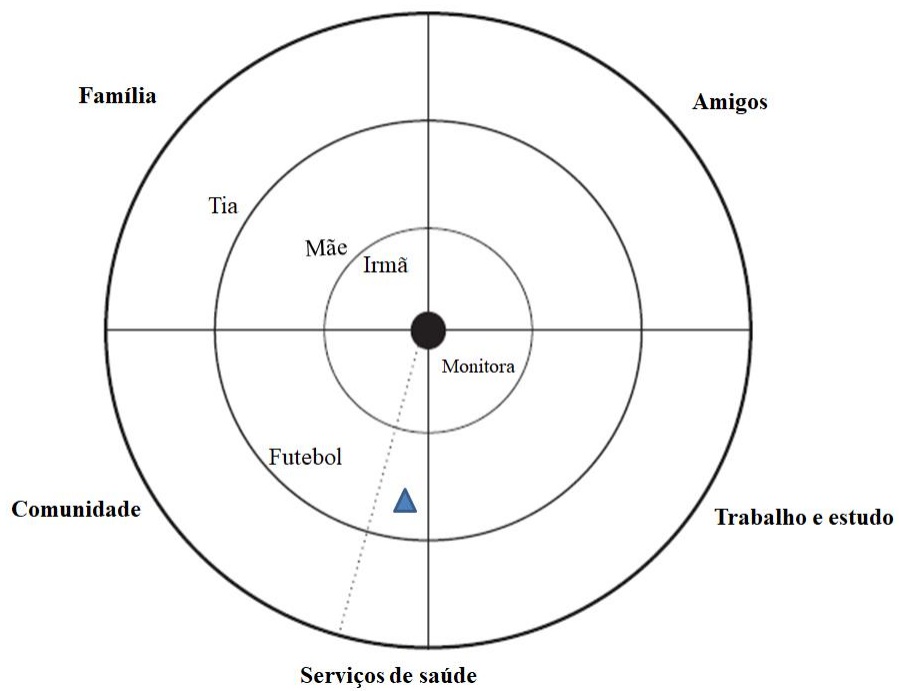 Família
Amigos
Tia
Mãe
Irmã
Monitora
Futebol
Comunidade
Trabalho e estudo
Serviços de saúde